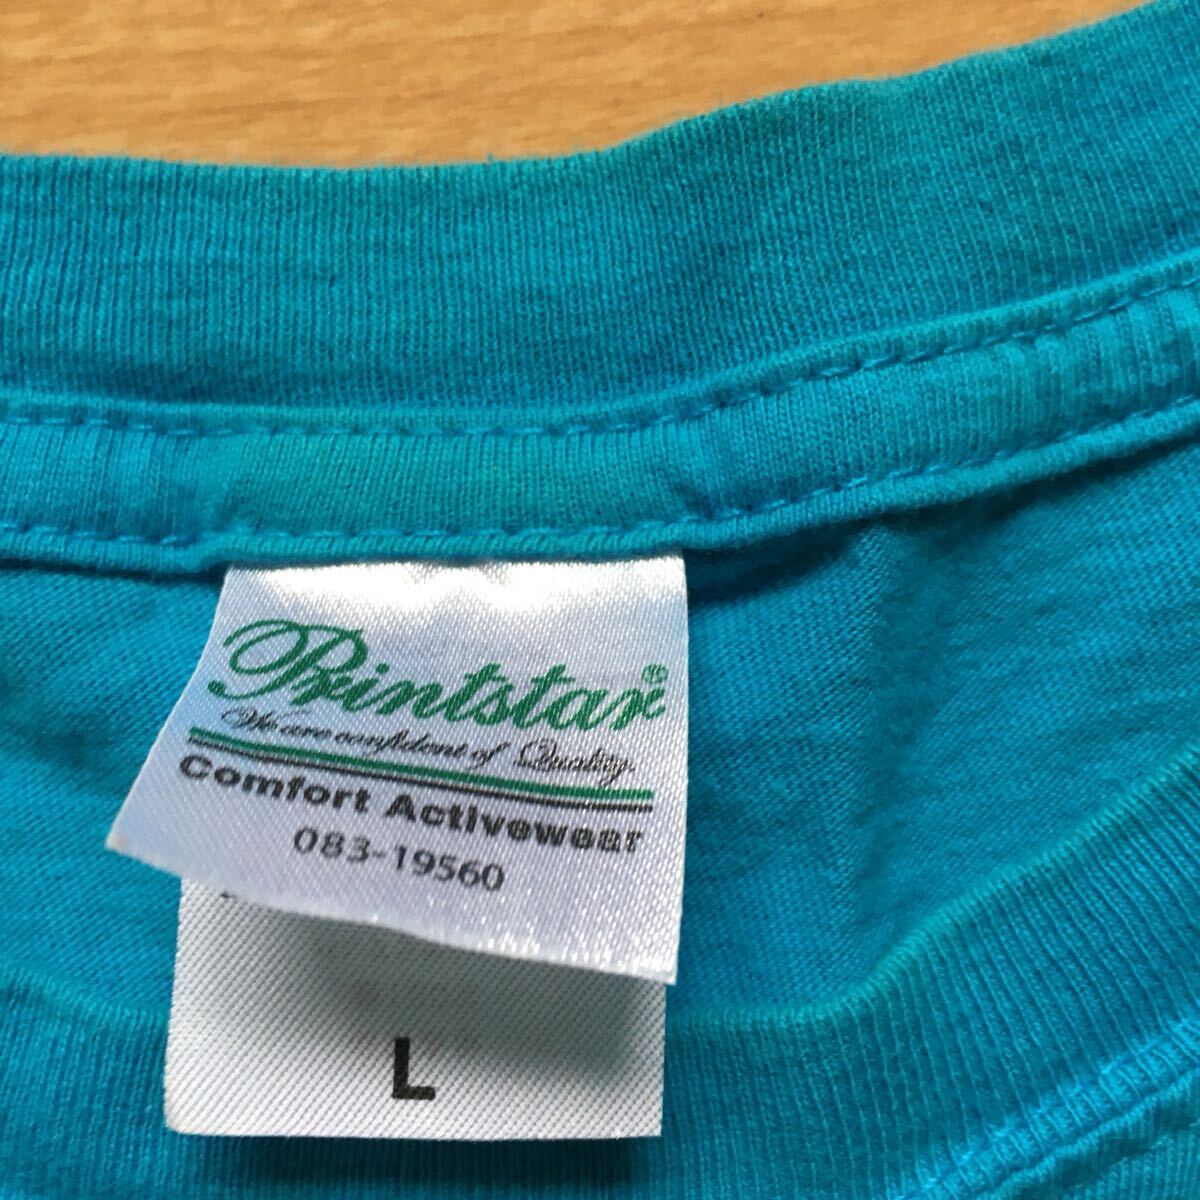 Printstar®
We are confident of Quality.
Comfort Activewear
083-19560
L